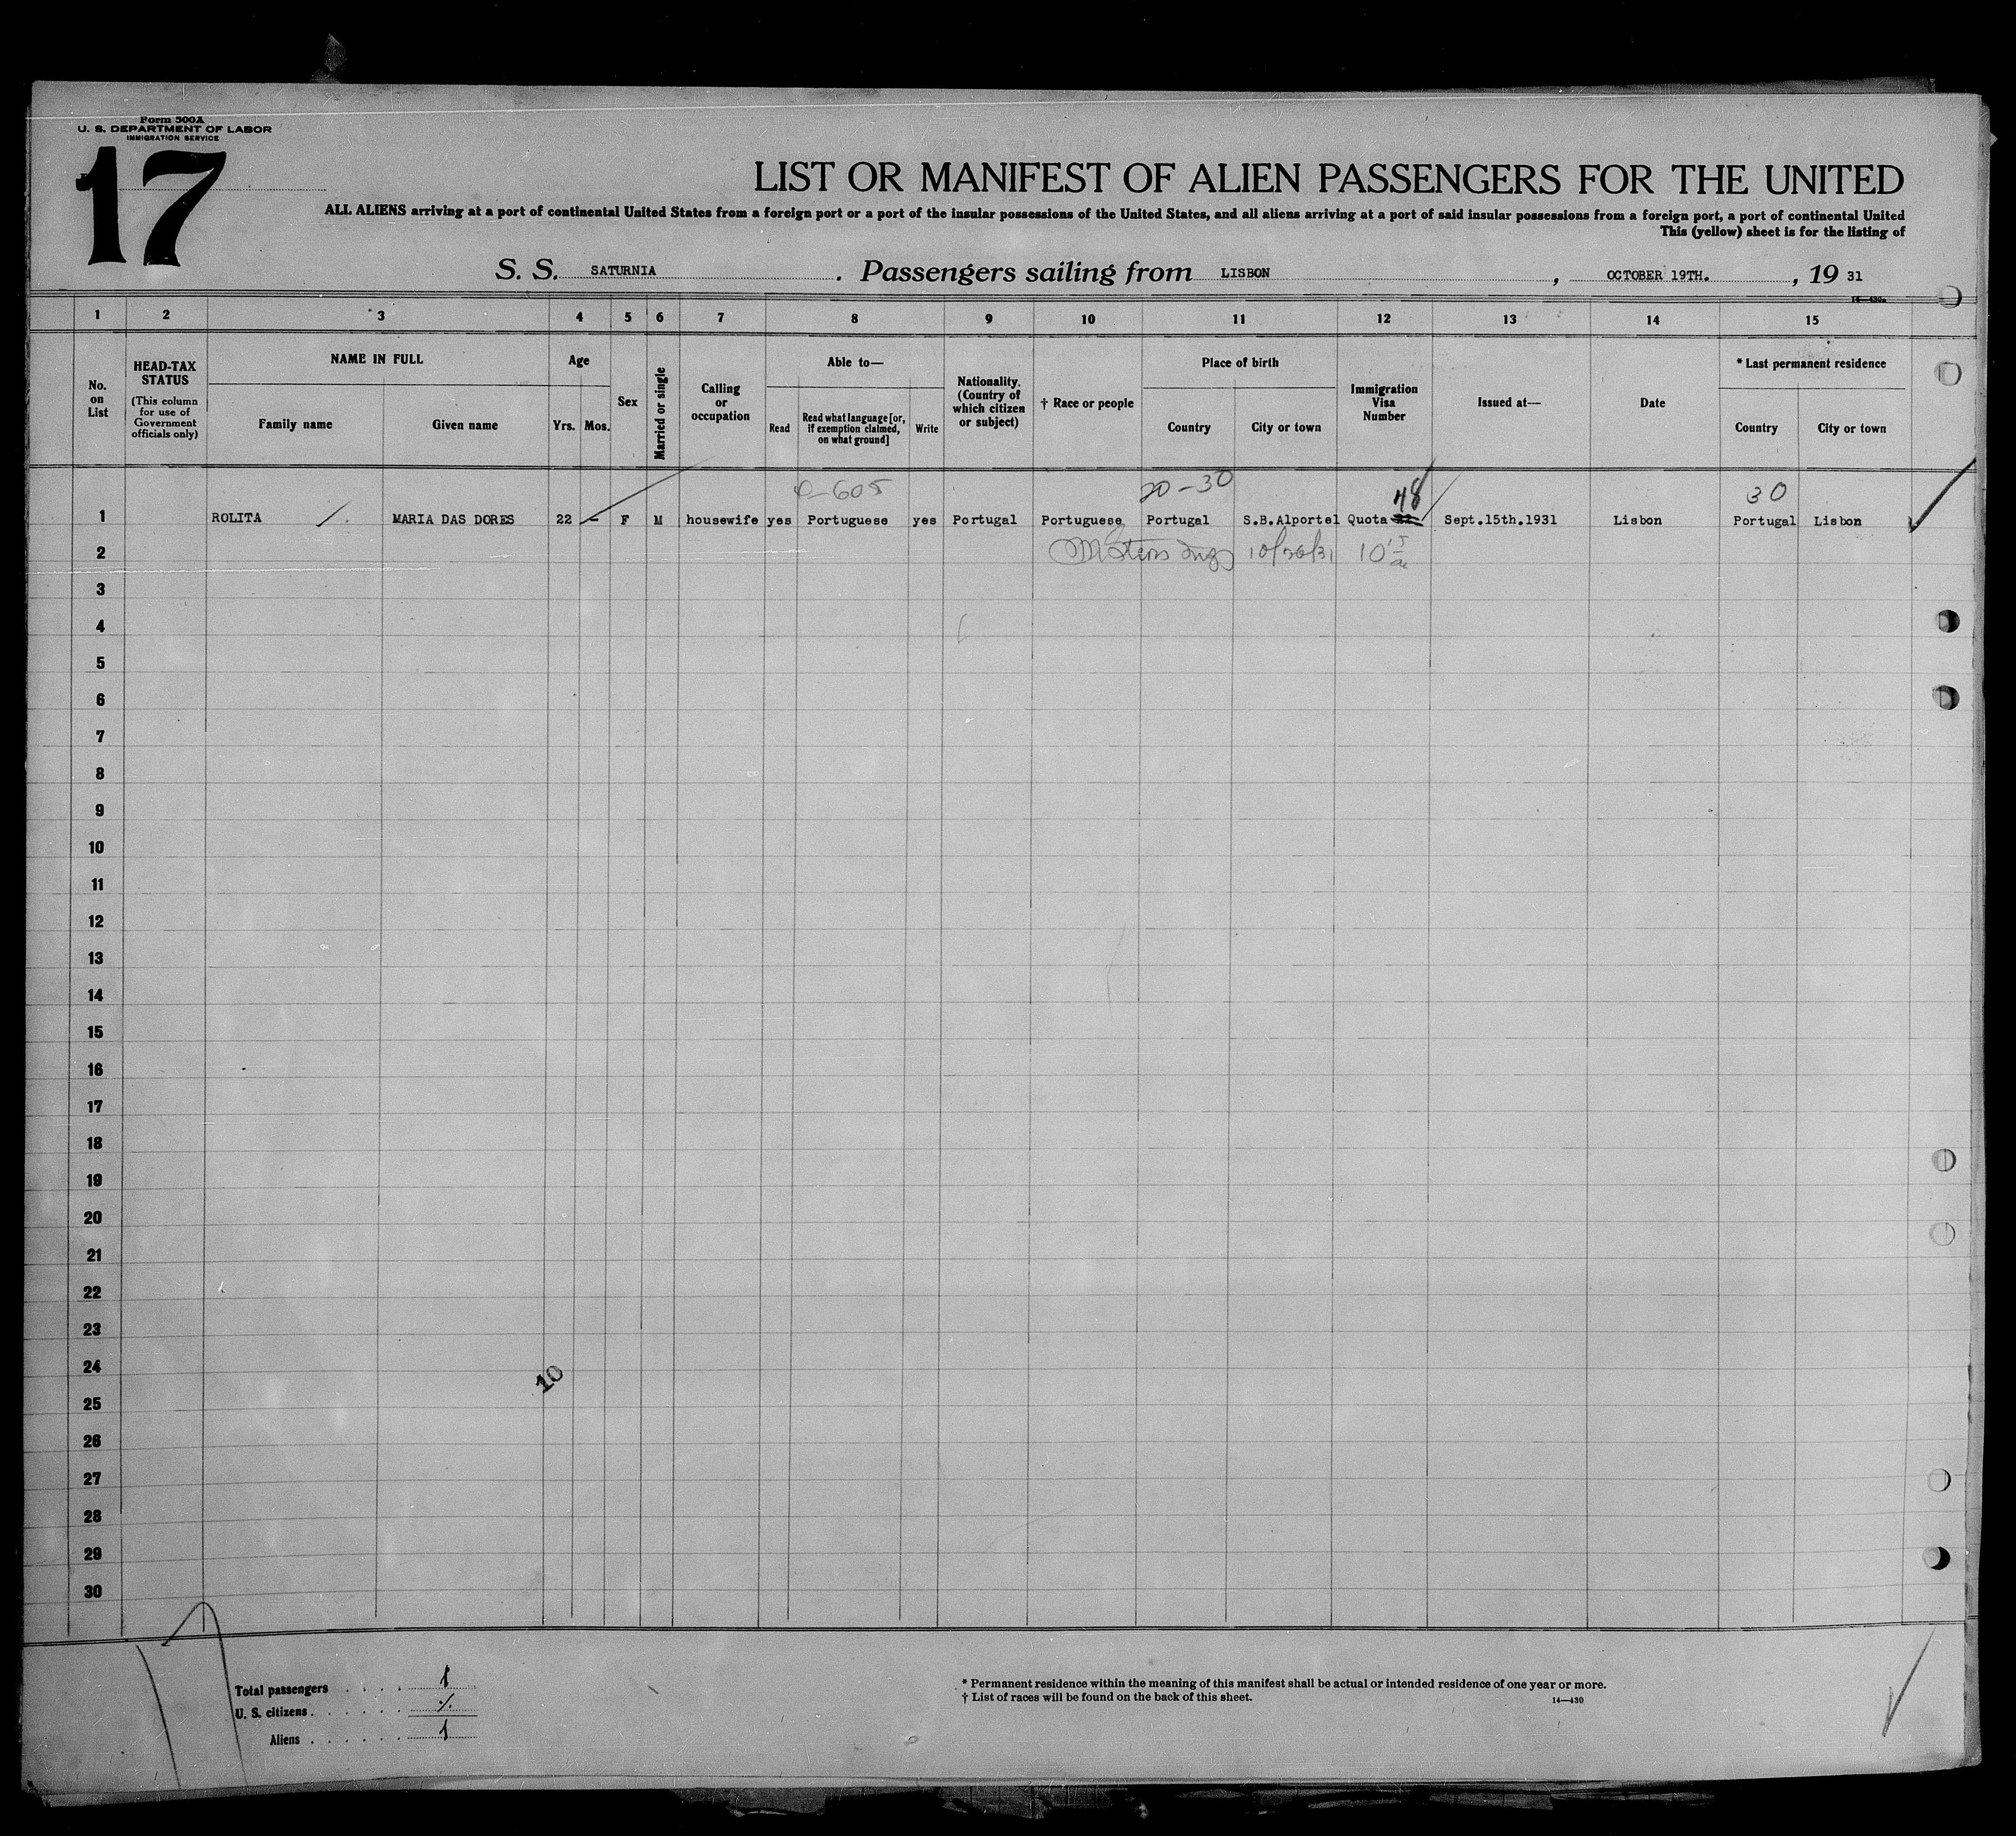 Form 500A
U. S. DEPARTMENT OF LABOR
IMMIGRATION SERVICE
17
LIST OR MANIFEST OF ALIEN PASSENGERS FOR THE UNITED
ALL ALIENS arriving at a port of continental United States from a foreign port or a port of the insular possessions of the United States, and all aliens arriving at a port of said insular possessions from a foreign port, a port of continental United
This (yellow) sheet is for the listing of
S. S. SATURNIA. Passengers sailing from LISBON, OCTOBER 19TH., 19 31
14—430a
1 2 3 4 5 6 7 8 9 10 11 12 13 14 15
No. on List
HEAD-TAX STATUS
(This column for use of Government officials only)
NAME IN FULL
Family name
Given name
Age
Yrs. Mos.
Sex
Married or single
Calling or occupation
Able to—
Read
Read what language [or, if exemption claimed, on what ground]
Write
Nationality. (Country of which citizen or subject)
† Race or people
Place of birth
Country
City or town
Immigration Visa Number
Issued at—
Date
* Last permanent residence
Country
City or town
20-30 48 30
1 ROLITA MARIA DAS DORES 22 - F M housewife yes Portuguese yes Portugal Portuguese Portugal S.B.Alportel Quota Sept.15th.1931 Lisbon Portugal Lisbon
2 10/26/31
3
4
5
6
7
8
9
10
11
12
13
14
15
16
17
18
19
20
21
22
23
24
10
25
26
27
28
29
30
Total passengers . . . . 1
U. S. citizens . . . . . .
Aliens . . . . . . 1
* Permanent residence within the meaning of this manifest shall be actual or intended residence of one year or more.
† List of races will be found on the back of this sheet.
14—430